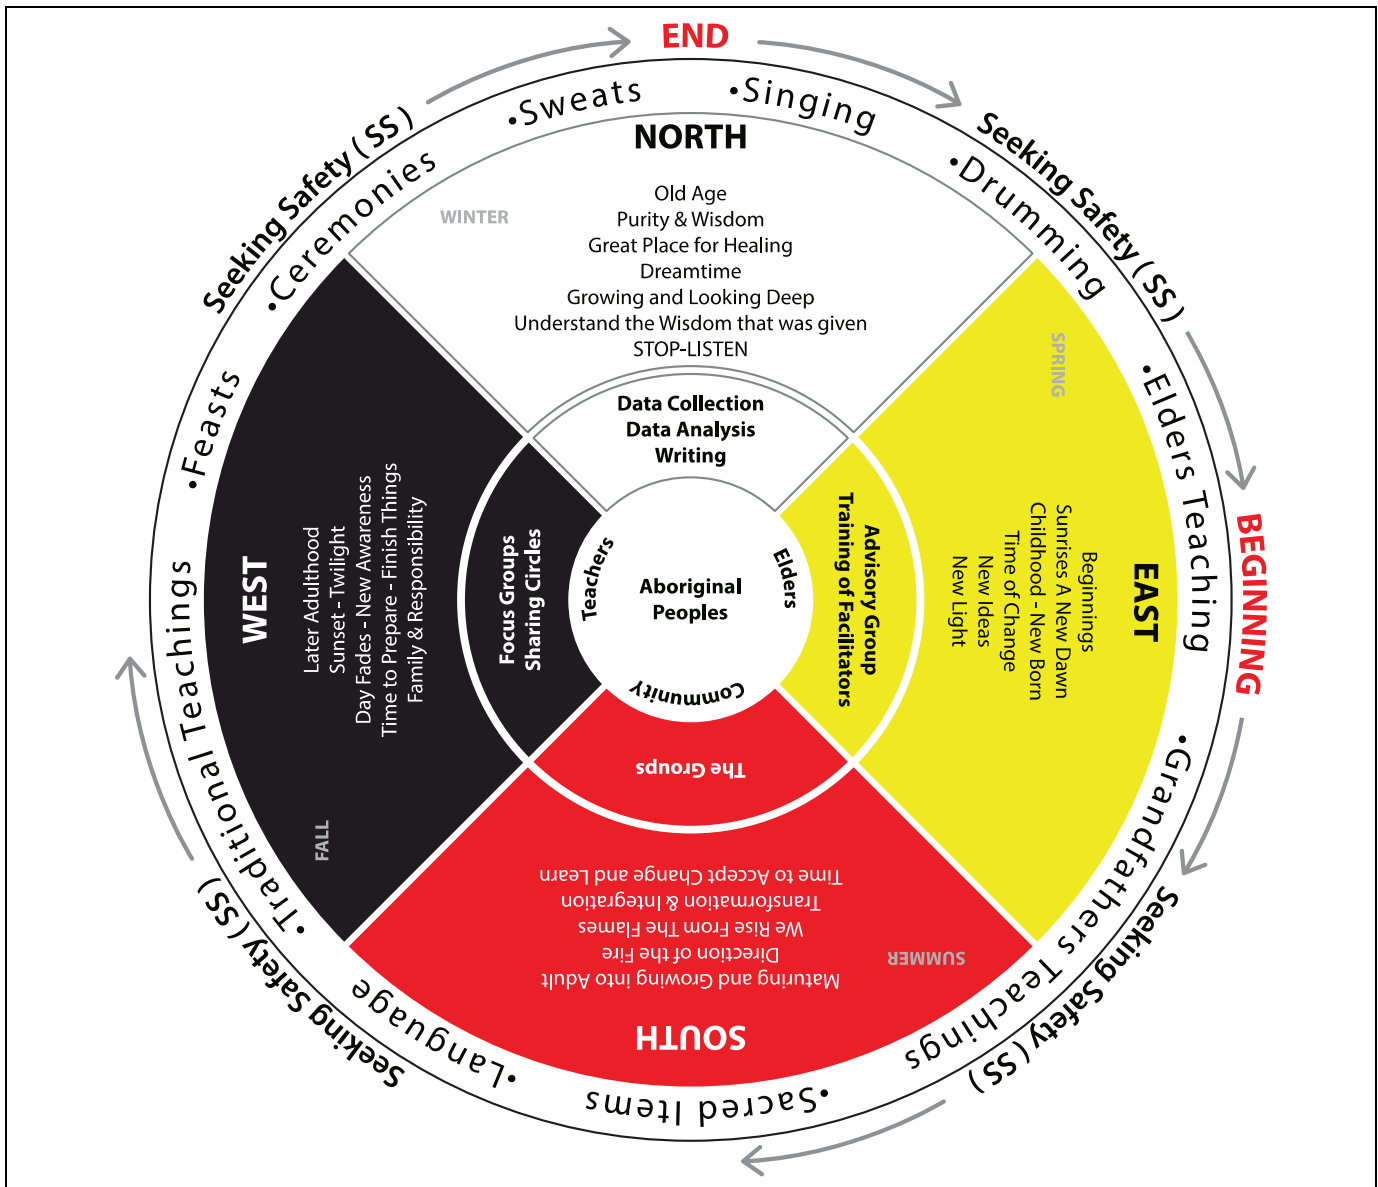 END
BEGINNING
Seeking Safety (SS)
Seeking Safety (SS)
Seeking Safety (SS)
Seeking Safety (SS)
•Sweats
•Singing
•Drumming
•Elders Teaching
•Grandfathers Teachings
•Sacred Items
•Language
•Traditional Teachings
•Feasts
•Ceremonies
NORTH
WINTER
Old Age
Purity & Wisdom
Great Place for Healing
Dreamtime
Growing and Looking Deep
Understand the Wisdom that was given
STOP-LISTEN
Data Collection
Data Analysis
Writing
EAST
SPRING
Beginnings
Sunrises A New Dawn
Childhood - New Born
Time of Change
New Ideas
New Light
Advisory Group
Training of Facilitators
SOUTH
SUMMER
Maturing and Growing into Adult
Direction of the Fire
We Rise From The Flames
Transformation & Integration
Time to Accept Change and Learn
The Groups
WEST
FALL
Later Adulthood
Sunset - Twilight
Day Fades - New Awareness
Time to Prepare - Finish Things
Family & Responsibility
Focus Groups
Sharing Circles
Teachers
Elders
Community
Aboriginal
Peoples